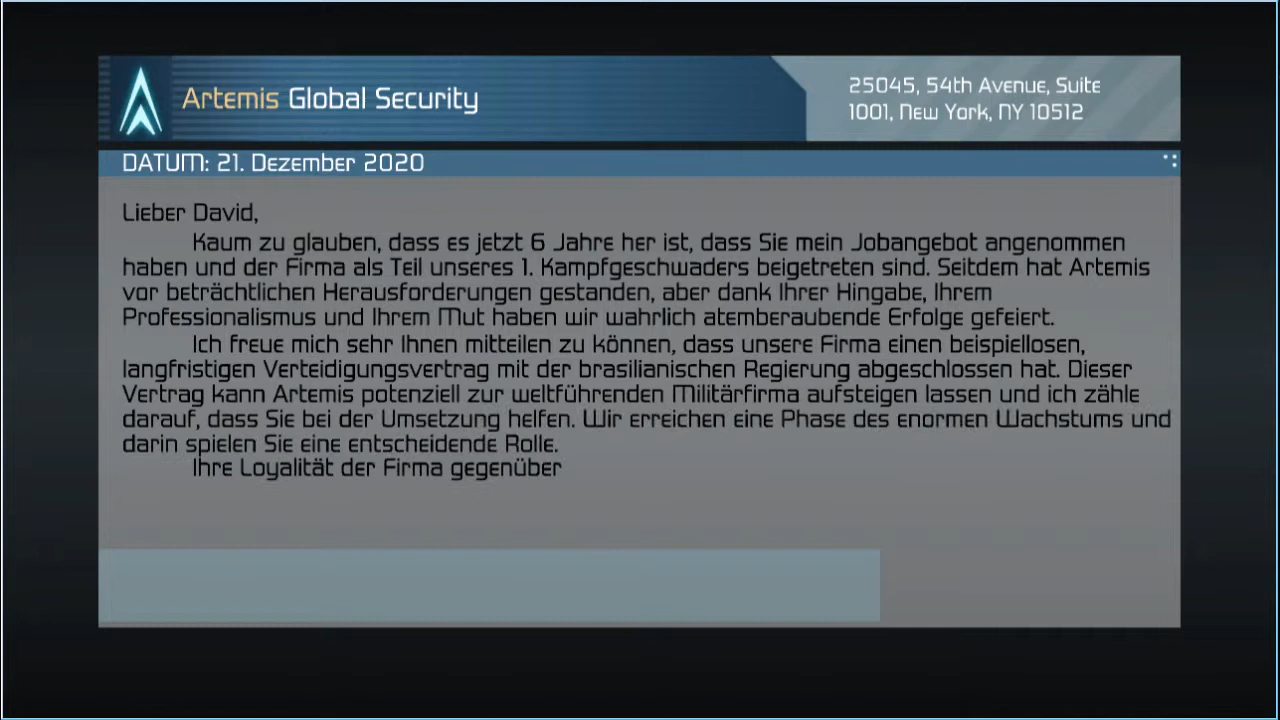 Artemis Global Security
25045, 54th Avenue, Suite
1001, New York, NY 10512
DATUM: 21. Dezember 2020
Lieber David,
Kaum zu glauben, dass es jetzt 6 Jahre her ist, dass Sie mein Jobangebot angenommen
haben und der Firma als Teil unseres 1. Kampfgeschwaders beigetreten sind. Seitdem hat Artemis
vor beträchtlichen Herausforderungen gestanden, aber dank Ihrer Hingabe, Ihrem
Professionalismus und Ihrem Mut haben wir wahrlich atemberaubende Erfolge gefeiert.
Ich freue mich sehr Ihnen mitteilen zu können, dass unsere Firma einen beispiellosen,
langfristigen Verteidigungsvertrag mit der brasilianischen Regierung abgeschlossen hat. Dieser
Vertrag kann Artemis potenziell zur weltführenden Militärfirma aufsteigen lassen und ich zähle
darauf, dass Sie bei der Umsetzung helfen. Wir erreichen eine Phase des enormen Wachstums und
darin spielen Sie eine entscheidende Rolle.
Ihre Loyalität der Firma gegenüber